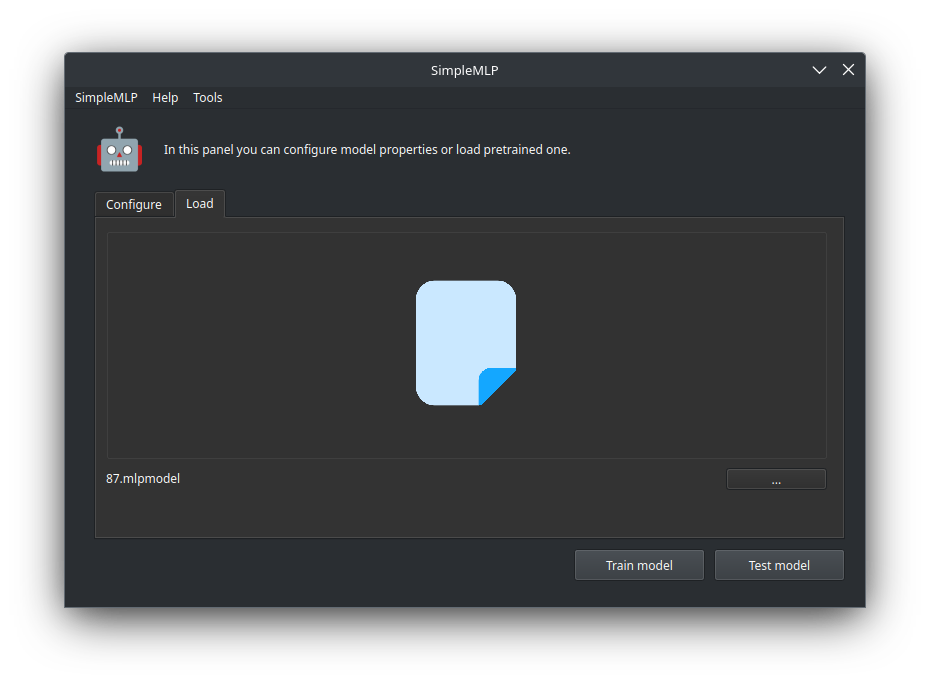 SimpleMLP
SimpleMLP Help Tools
In this panel you can configure model properties or load pretrained one.
Configure Load
87.mlpmodel ...
Train model Test model